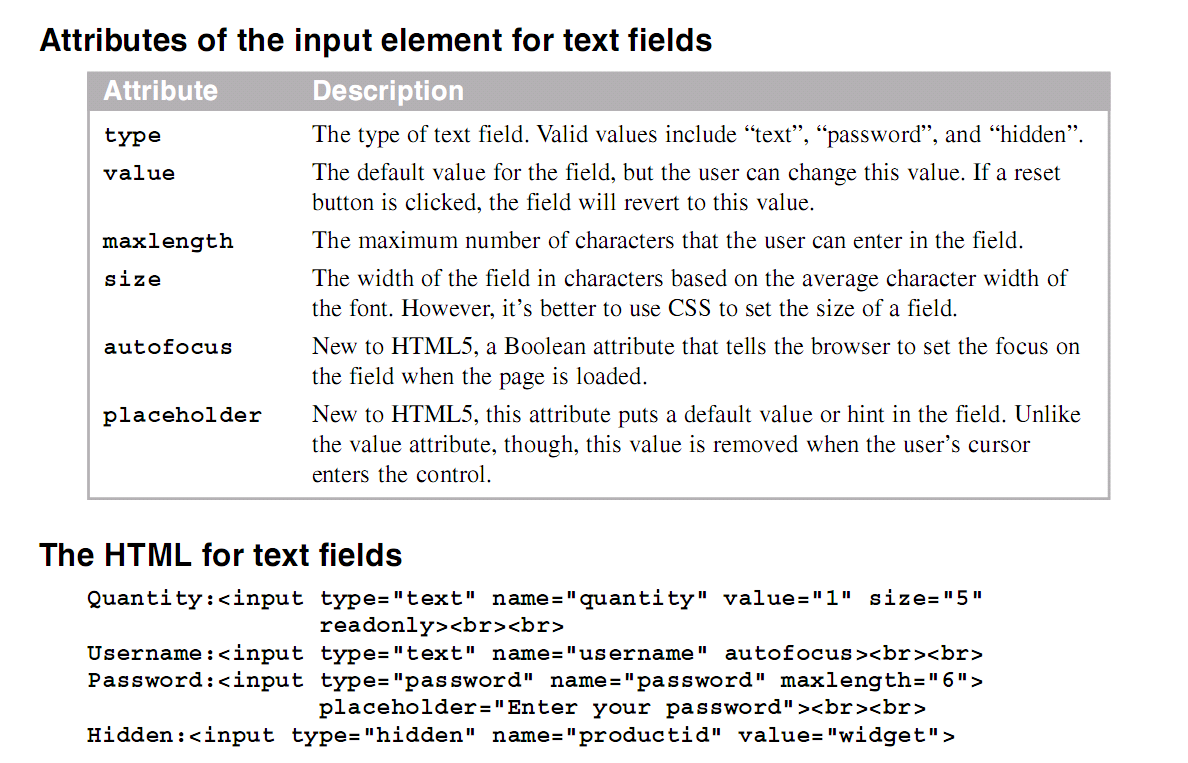 Attributes of the input element for text fields
Attribute Description
type The type of text field. Valid values include “text”, “password”, and “hidden”.
value The default value for the field, but the user can change this value. If a reset
button is clicked, the field will revert to this value.
maxlength The maximum number of characters that the user can enter in the field.
size The width of the field in characters based on the average character width of
the font. However, it’s better to use CSS to set the size of a field.
autofocus New to HTML5, a Boolean attribute that tells the browser to set the focus on
the field when the page is loaded.
placeholder New to HTML5, this attribute puts a default value or hint in the field. Unlike
the value attribute, though, this value is removed when the user’s cursor
enters the control.
The HTML for text fields
Quantity:<input type="text" name="quantity" value="1" size="5"
readonly><br><br>
Username:<input type="text" name="username" autofocus><br><br>
Password:<input type="password" name="password" maxlength="6">
placeholder="Enter your password"><br><br>
Hidden:<input type="hidden" name="productid" value="widget">